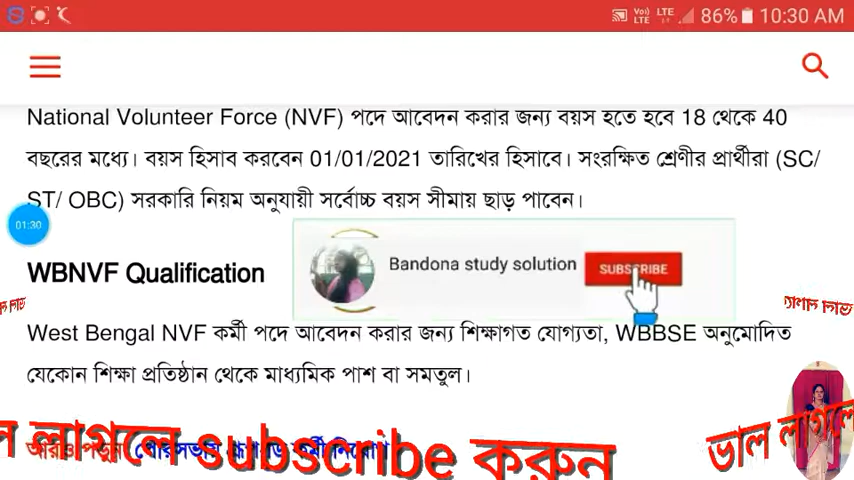 86% 10:30 AM
National Volunteer Force (NVF) পদে আবেদন করার জন্য বয়স হতে হবে 18 থেকে 40
বছরের মধ্যে। বয়স হিসাব করবেন 01/01/2021 তারিখের হিসাবে। সংরক্ষিত শ্রেণীর প্রার্থীরা (SC/
ST/ OBC) সরকারি নিয়ম অনুযায়ী সর্বোচ্চ বয়স সীমায় ছাড় পাবেন।
01:30
Bandona study solution SUBSCRIBE
WBNVF Qualification
ভাল লাগলে
West Bengal NVF কর্মী পদে আবেদন করার জন্য শিক্ষাগত যোগ্যতা, WBBSE অনুমোদিত
যেকোন শিক্ষা প্রতিষ্ঠান থেকে মাধ্যমিক পাশ বা সমতুল।
আরও পড়ুন
লাগলে subscribe করুন
ভাল লাগলে